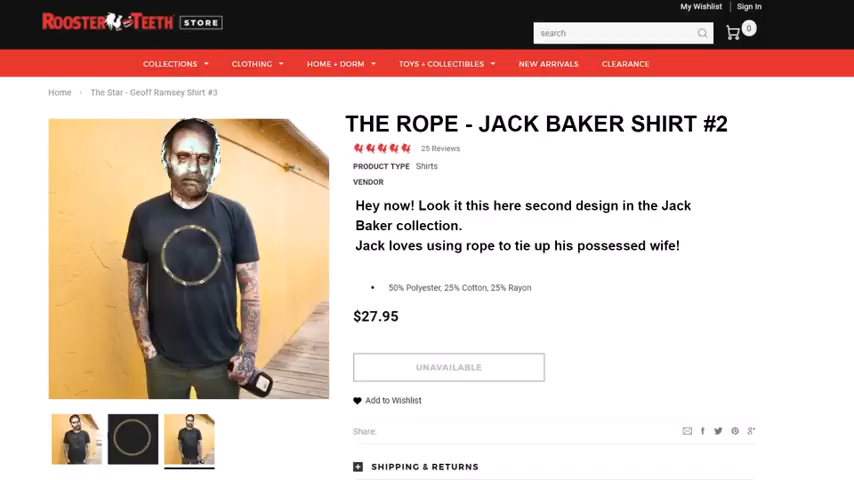 My Wishlist | Sign In
ROOSTER TEETH STORE
search
0
COLLECTIONS CLOTHING HOME + DORM TOYS + COLLECTIBLES NEW ARRIVALS CLEARANCE
Home › The Star - Geoff Ramsey Shirt #3
THE ROPE - JACK BAKER SHIRT #2
25 Reviews
PRODUCT TYPE Shirts
VENDOR
Hey now! Look it this here second design in the Jack
Baker collection.
Jack loves using rope to tie up his possessed wife!
• 50% Polyester, 25% Cotton, 25% Rayon
$27.95
UNAVAILABLE
Add to Wishlist
Share:
SHIPPING & RETURNS